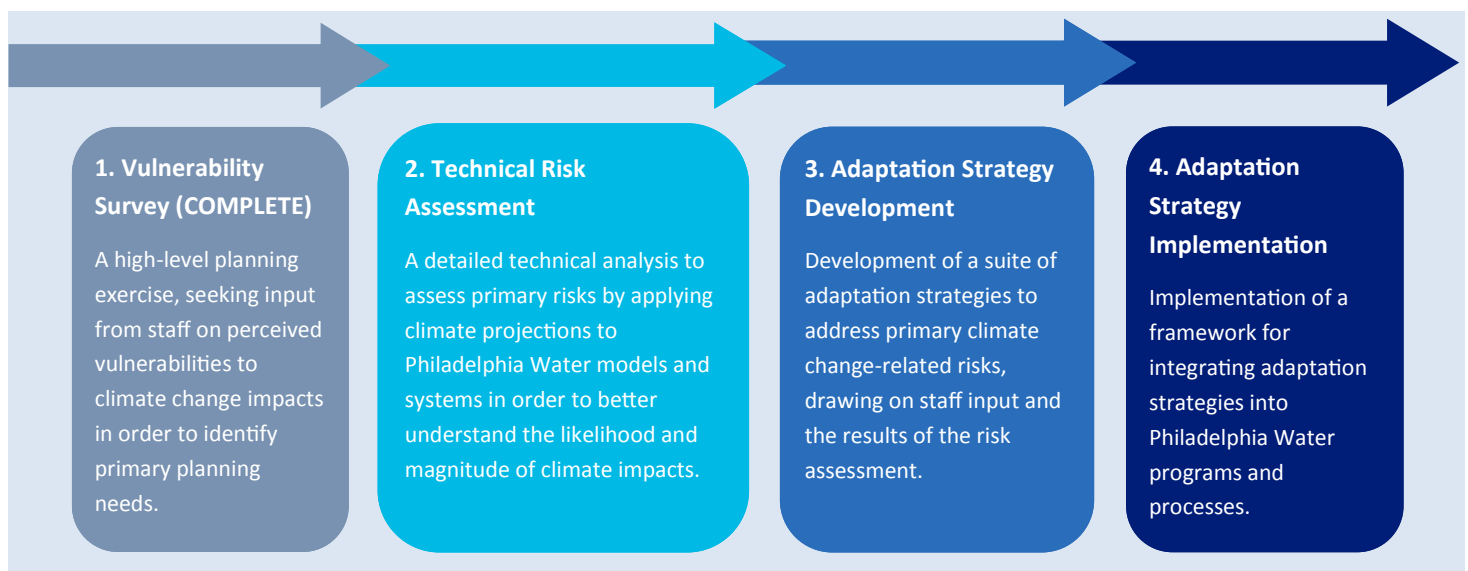 1. Vulnerability
Survey (COMPLETE)
A high-level planning
exercise, seeking input
from staff on perceived
vulnerabilities to
climate change impacts
in order to identify
primary planning
needs.
2. Technical Risk
Assessment
A detailed technical analysis to
assess primary risks by applying
climate projections to
Philadelphia Water models and
systems in order to better
understand the likelihood and
magnitude of climate impacts.
3. Adaptation Strategy
Development
Development of a suite of
adaptation strategies to
address primary climate
change-related risks,
drawing on staff input and
the results of the risk
assessment.
4. Adaptation
Strategy
Implementation
Implementation of a
framework for
integrating adaptation
strategies into
Philadelphia Water
programs and
processes.